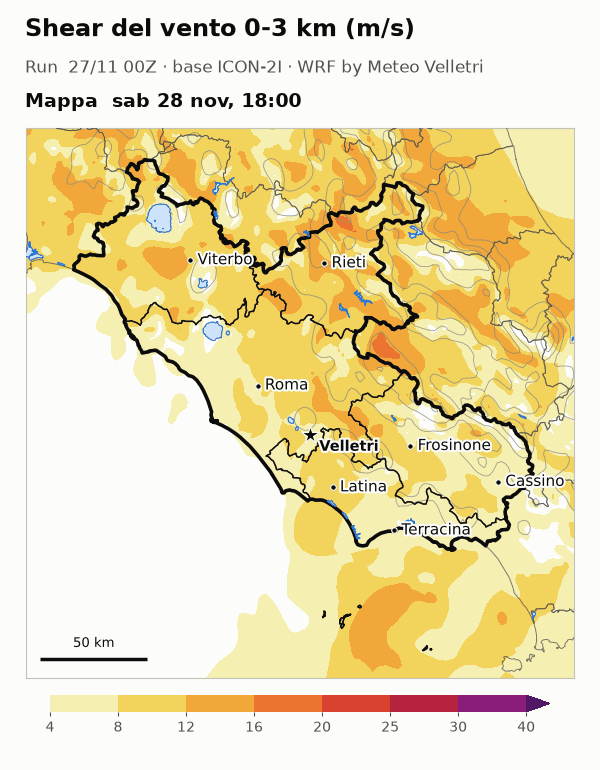 Shear del vento 0-3 km (m/s)
Run  27/11 00Z · base ICON-2I · WRF by Meteo Velletri
Mappa  sab 28 nov, 18:00
Viterbo
Rieti
Roma
Velletri
Frosinone
Latina
Cassino
Terracina
50 km
4 8 12 16 20 25 30 40